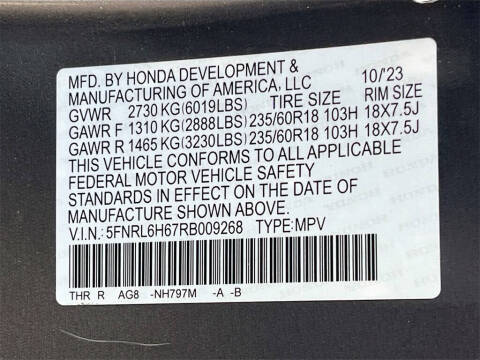 MFD. BY HONDA DEVELOPMENT &
MANUFACTURING OF AMERICA, LLC 10/23
GVWR 2730 KG(6019LBS) TIRE SIZE RIM SIZE
GAWR F 1310 KG(2888LBS) 235/60R18 103H 18X7.5J
GAWR R 1465 KG(3230LBS) 235/60R18 103H 18X7.5J
THIS VEHICLE CONFORMS TO ALL APPLICABLE
FEDERAL MOTOR VEHICLE SAFETY
STANDARDS IN EFFECT ON THE DATE OF
MANUFACTURE SHOWN ABOVE.
V.I.N.: 5FNRL6H67RB009268 TYPE:MPV
THR R AG8 -NH797M -A -B